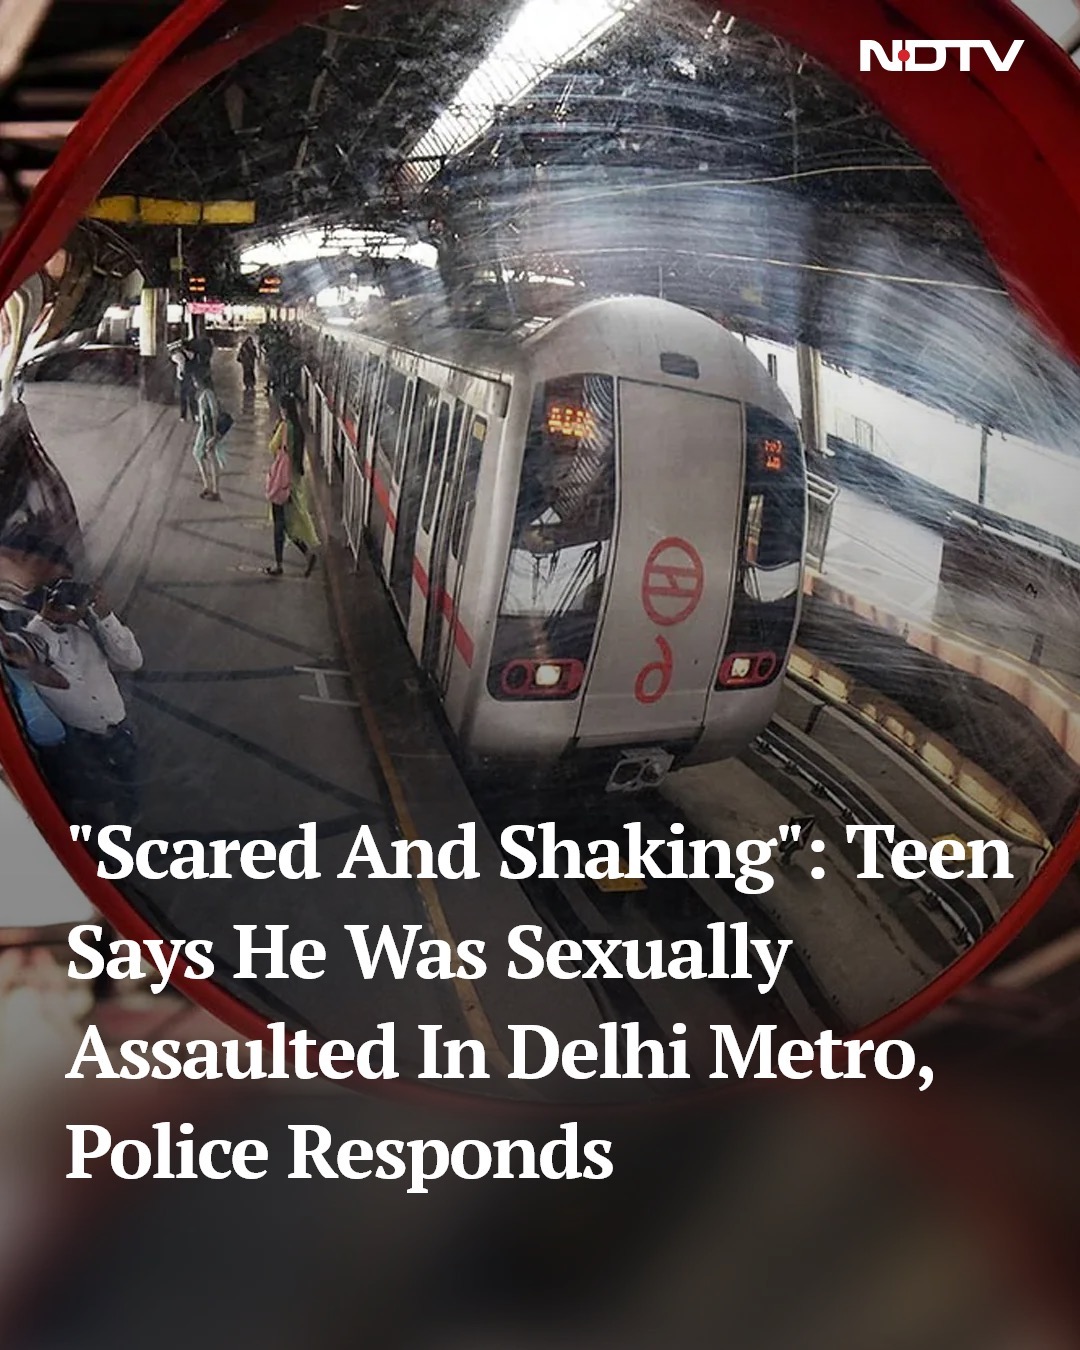 NDTV
"Scared And Shaking": Teen
Says He Was Sexually
Assaulted In Delhi Metro,
Police Responds